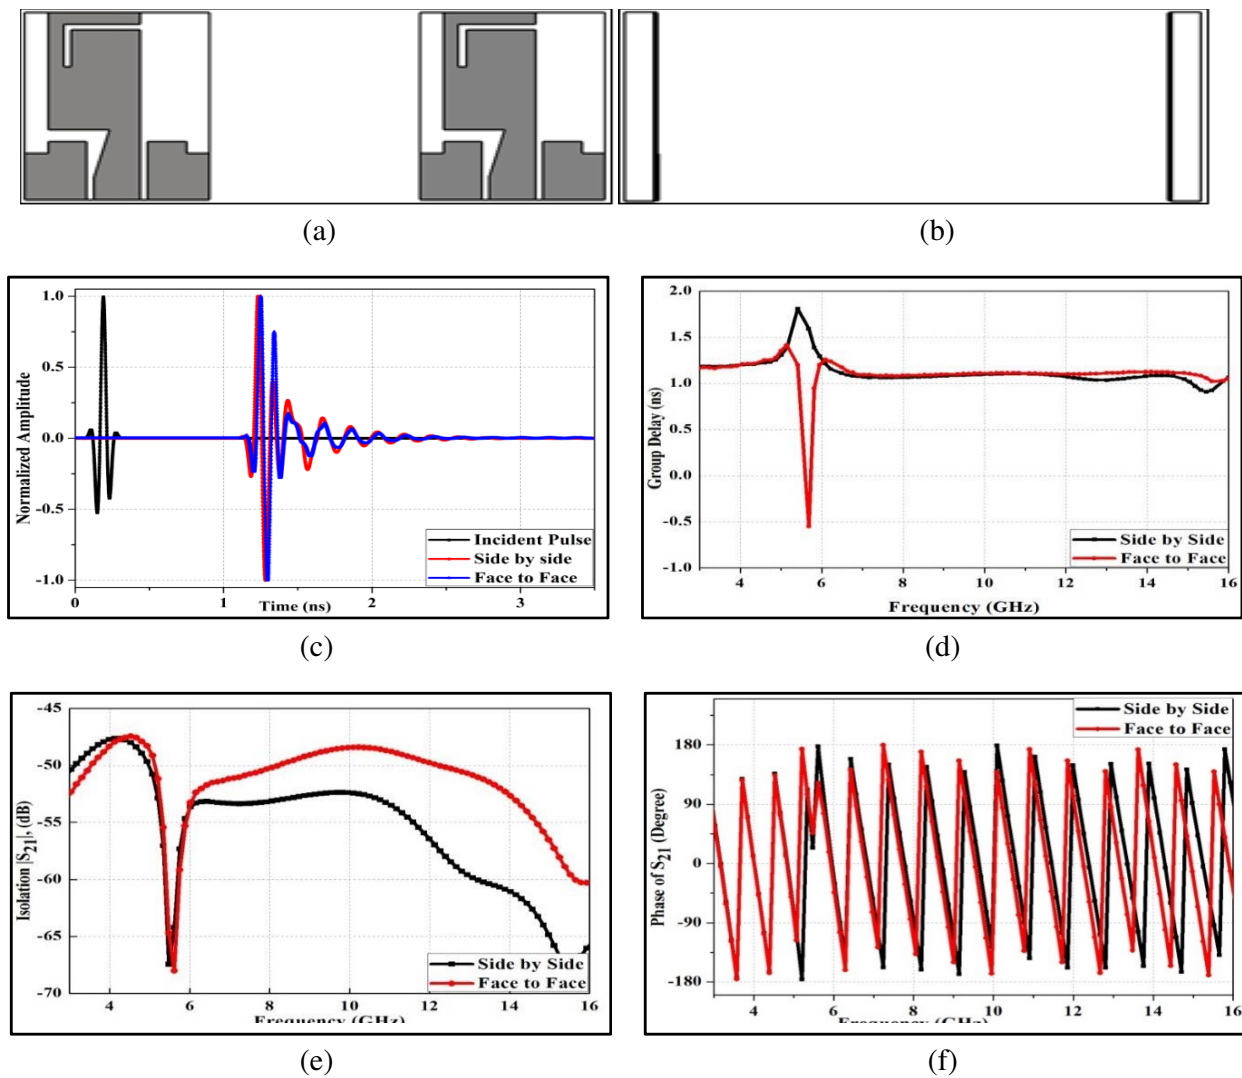 (a)
(b)
1.0
0.5
0.0
-0.5
-1.0
Normalized Amplitude
0
1
2
3
Time (ns)
Incident Pulse
Side by side
Face to Face
(c)
2.0
1.5
1.0
0.5
0.0
-0.5
-1.0
Group Delay (ns)
4
6
8
10
12
14
16
Frequency (GHz)
Side by Side
Face to Face
(d)
-45
-50
-55
-60
-65
-70
Isolation |S21|, (dB)
4
6
8
10
12
14
16
Frequency (GHz)
Side by Side
Face to Face
(e)
180
90
0
-90
-180
Phase of S21 (Degree)
4
6
8
10
12
14
16
Frequency (GHz)
Side by Side
Face to Face
(f)